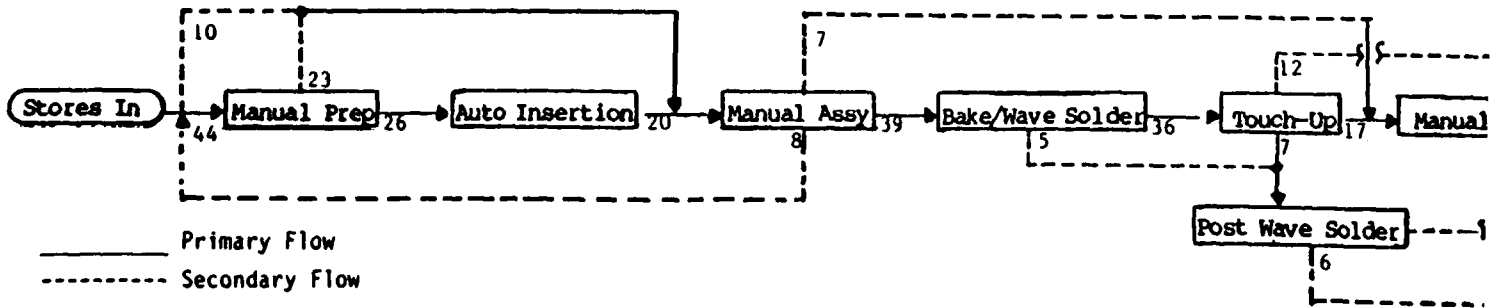 10
7
23
12
Stores In
Manual Prep
Auto Insertion
Manual Assy
Bake/Wave Solder
Touch-Up
Manual
44
26
20
39
36
17
8
5
7
Post Wave Solder
6
Primary Flow
Secondary Flow